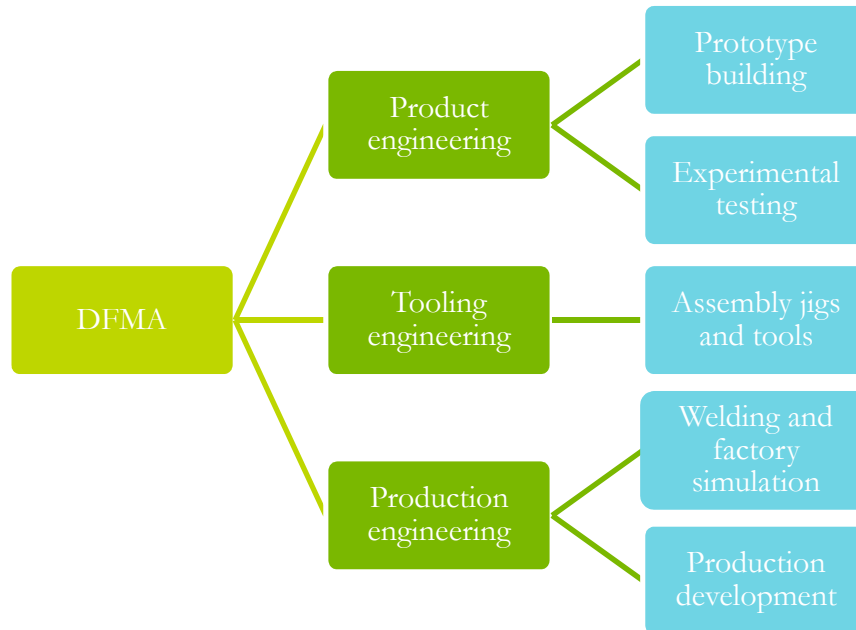 DFMA
Product
engineering
Prototype
building
Experimental
testing
Tooling
engineering
Assembly jigs
and tools
Production
engineering
Welding and
factory
simulation
Production
development